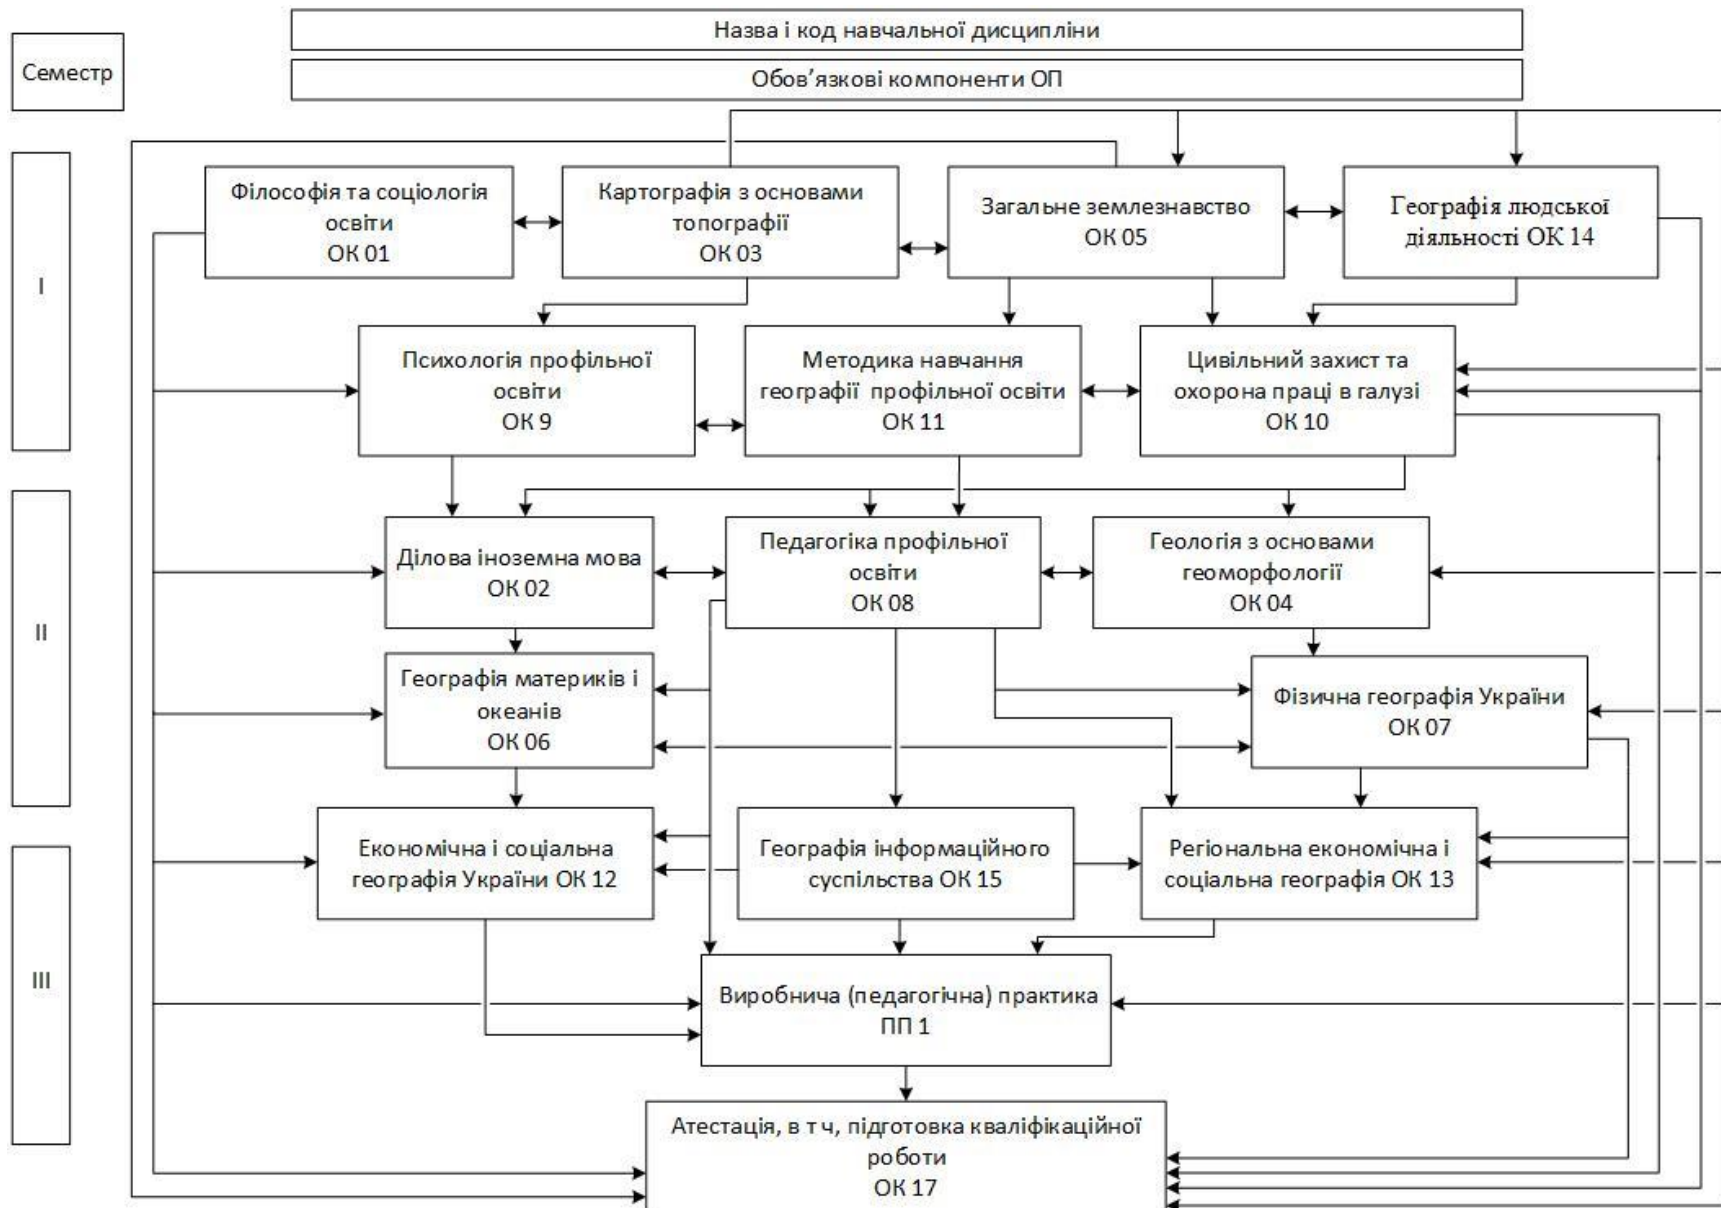 Назва і код навчальної дисципліни
Семестр
Обов’язкові компоненти ОП
I
Філософія та соціологія
освіти
ОК 01
Картографія з основами
топографії
ОК 03
Загальне землезнавство
ОК 05
Географія людської
діяльності ОК 14
Психологія профільної
освіти
ОК 9
Методика навчання
географії профільної освіти
ОК 11
Цивільний захист та
охорона праці в галузі
ОК 10
II
Ділова іноземна мова
ОК 02
Педагогіка профільної
освіти
ОК 08
Геологія з основами
геоморфології
ОК 04
Географія материків і
океанів
ОК 06
Фізична географія України
ОК 07
III
Економічна і соціальна
географія України ОК 12
Географія інформаційного
суспільства ОК 15
Регіональна економічна і
соціальна географія ОК 13
Виробнича (педагогічна) практика
ПП 1
Атестація, в т ч, підготовка кваліфікаційної
роботи
ОК 17